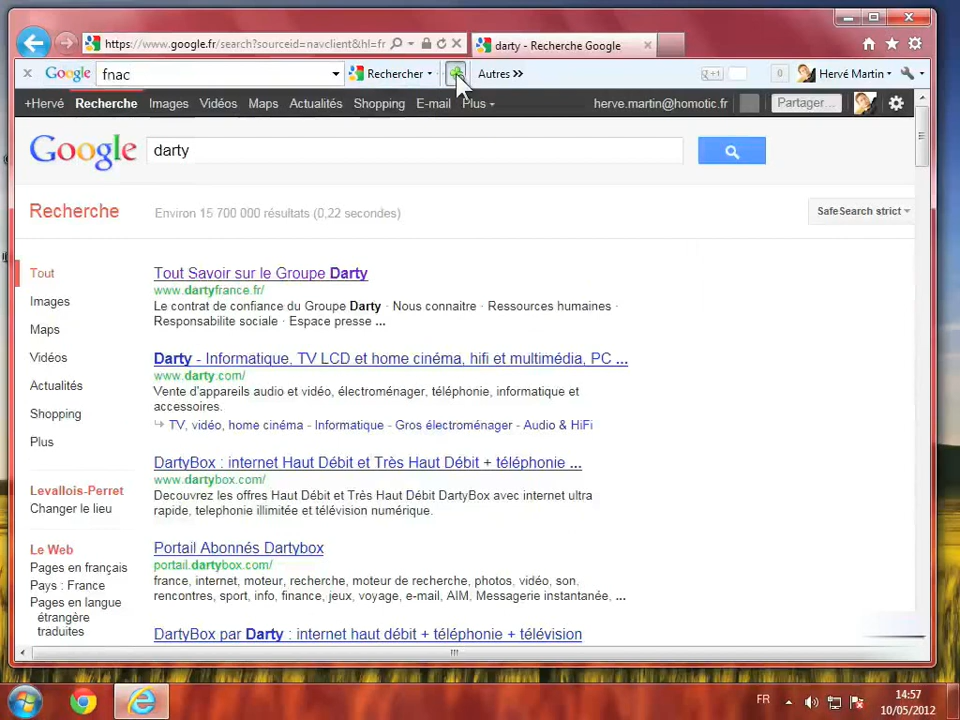 https://www.google.fr/search?sourceid=navclient&hl=fr
darty - Recherche Google
Google fnac Rechercher Autres » +1 0 Hervé Martin
+Hervé Recherche Images Vidéos Maps Actualités Shopping E-mail Plus herve.martin@homotic.fr Partager...
Google darty
Recherche Environ 15 700 000 résultats (0,22 secondes) SafeSearch strict
Tout
Images
Maps
Vidéos
Actualités
Shopping
Plus
Levallois-Perret
Changer le lieu
Le Web
Pages en français
Pays : France
Pages en langue
étrangère
traduites
Tout Savoir sur le Groupe Darty
www.dartyfrance.fr/
Le contrat de confiance du Groupe Darty · Nous connaitre · Ressources humaines ·
Responsabilite sociale · Espace presse ...
Darty - Informatique, TV LCD et home cinéma, hifi et multimédia, PC ...
www.darty.com/
Vente d'appareils audio et vidéo, électroménager, téléphonie, informatique et
accessoires.
TV, vidéo, home cinéma - Informatique - Gros électroménager - Audio & HiFi
DartyBox : internet Haut Débit et Très Haut Débit + téléphonie ...
www.dartybox.com/
Decouvrez les offres Haut Débit et Très Haut Débit DartyBox avec internet ultra
rapide, telephonie illimitée et télévision numérique.
Portail Abonnés Dartybox
portail.dartybox.com/
france, internet, moteur, recherche, moteur de recherche, photos, vidéo, son.
rencontres, sport, info, finance, jeux, voyage, e-mail, AIM, Messagerie instantanée, ...
DartyBox par Darty : internet haut débit + téléphonie + télévision
FR
14:57
10/05/2012